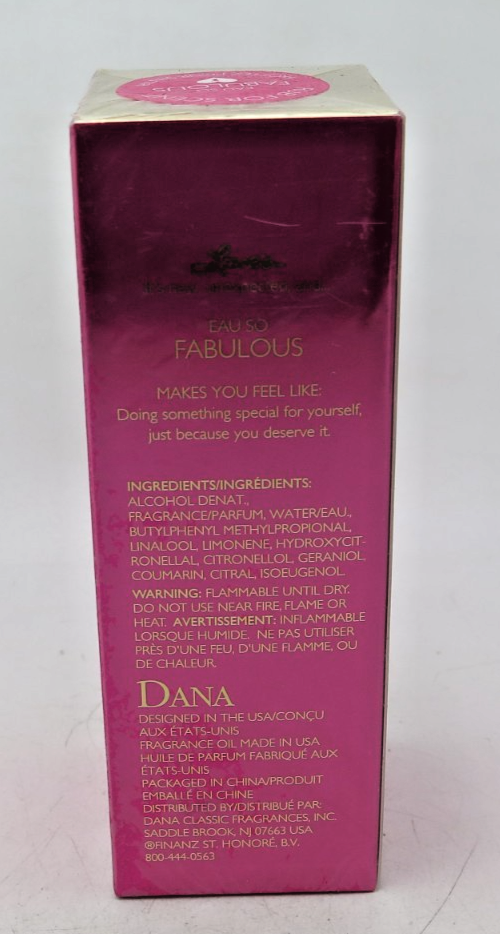 FABULOUS
EAU SO
FABULOUS
MAKES YOU FEEL LIKE:
Doing something special for yourself,
just because you deserve it.
INGREDIENTS/INGRÉDIENTS:
ALCOHOL DENAT.,
FRAGRANCE/PARFUM, WATER/EAU,
BUTYLPHENYL METHYLPROPIONAL,
LINALOOL, LIMONENE, HYDROXYCIT-
RONELLAL, CITRONELLOL, GERANIOL,
COUMARIN, CITRAL, ISOEUGENOL.
WARNING: FLAMMABLE UNTIL DRY.
DO NOT USE NEAR FIRE, FLAME OR
HEAT. AVERTISSEMENT: INFLAMMABLE
LORSQUE HUMIDE. NE PAS UTILISER
PRÈS D'UNE FEU, D'UNE FLAMME, OU
DE CHALEUR.
DANA
DESIGNED IN THE USA/CONÇU
AUX ÉTATS-UNIS
FRAGRANCE OIL MADE IN USA
HUILE DE PARFUM FABRIQUÉ AUX
ÉTATS-UNIS
PACKAGED IN CHINA/PRODUIT
EMBALLÉ EN CHINE
DISTRIBUTED BY/DISTRIBUÉ PAR:
DANA CLASSIC FRAGRANCES, INC.
SADDLE BROOK, NJ 07663 USA
®FINANZ ST. HONORÉ, B.V.
800-444-0563